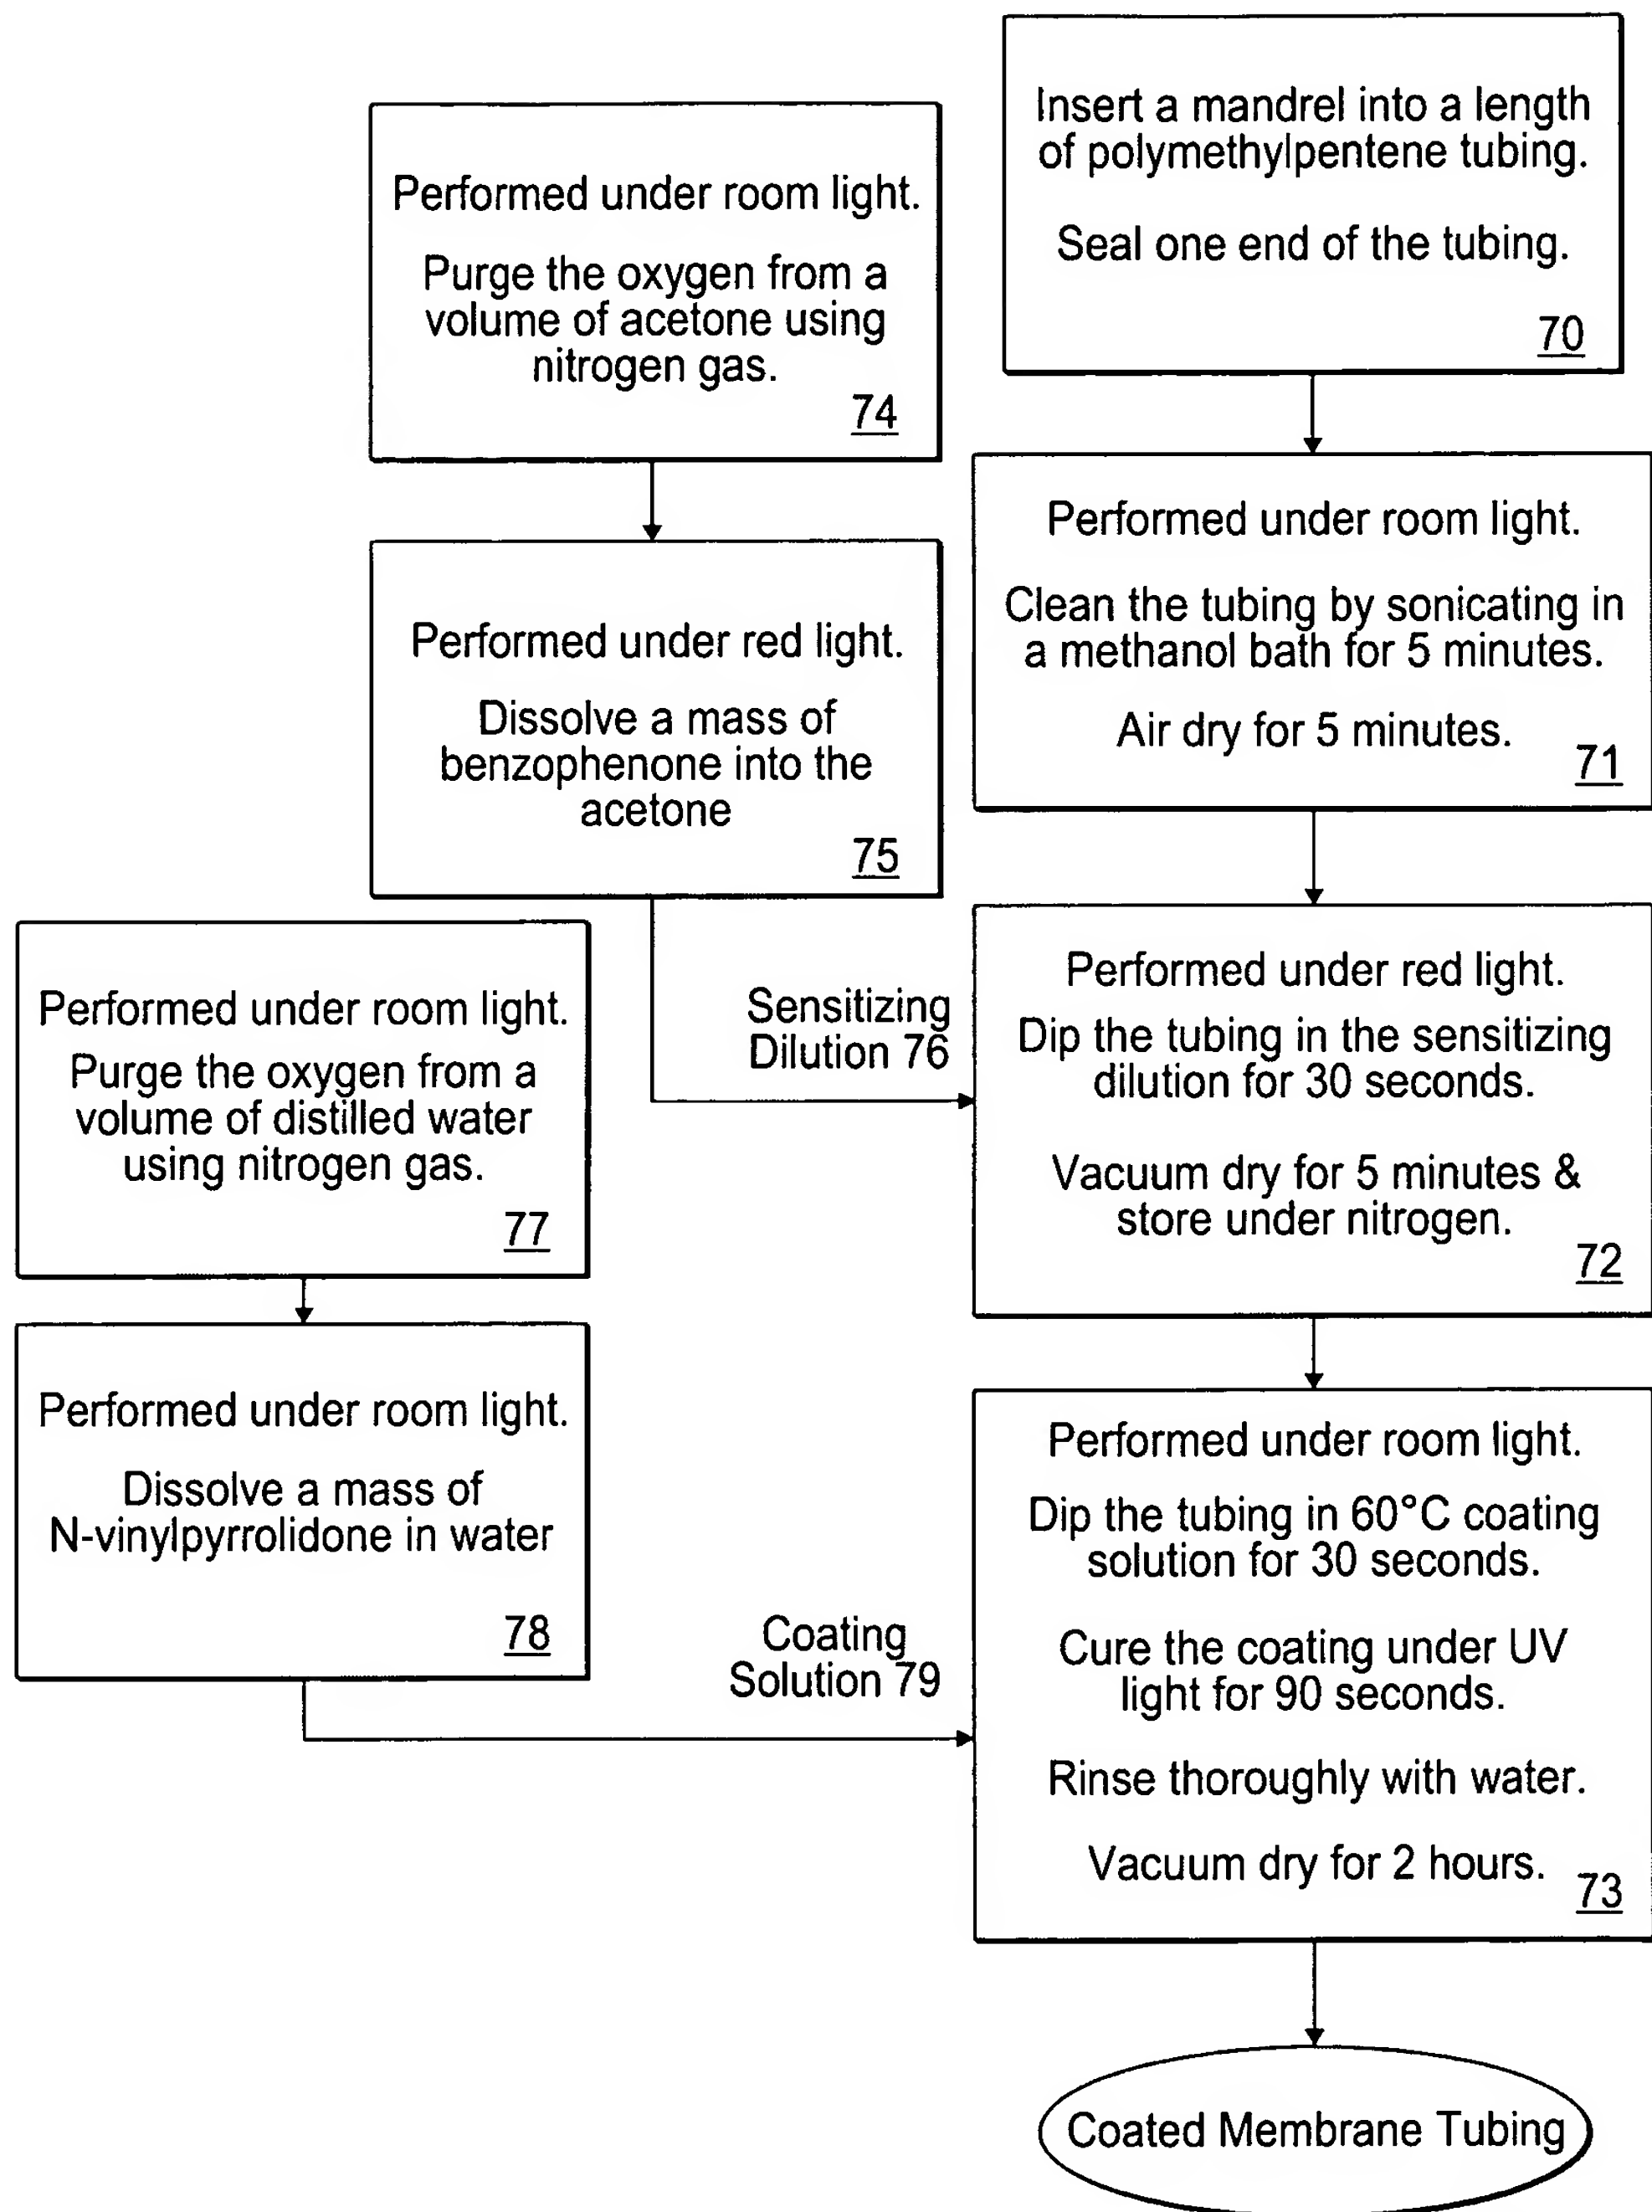 Insert a mandrel into a length
of polymethylpentene tubing.
Seal one end of the tubing.
70
Performed under room light.
Purge the oxygen from a
volume of acetone using
nitrogen gas.
74
Performed under room light.
Clean the tubing by sonicating in
a methanol bath for 5 minutes.
Air dry for 5 minutes.
71
Performed under red light.
Dissolve a mass of
benzophenone into the
acetone
75
Sensitizing
Dilution 76
Performed under red light.
Dip the tubing in the sensitizing
dilution for 30 seconds.
Vacuum dry for 5 minutes &
store under nitrogen.
72
Performed under room light.
Purge the oxygen from a
volume of distilled water
using nitrogen gas.
77
Performed under room light.
Dissolve a mass of
N-vinylpyrrolidone in water
78
Coating
Solution 79
Performed under room light.
Dip the tubing in 60°C coating
solution for 30 seconds.
Cure the coating under UV
light for 90 seconds.
Rinse thoroughly with water.
Vacuum dry for 2 hours.
73
Coated Membrane Tubing